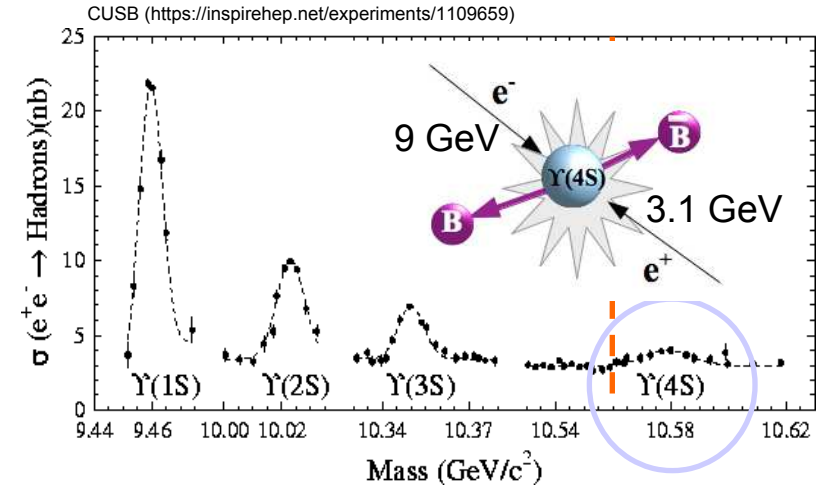 CUSB (https://inspirehep.net/experiments/1109659)
σ (e⁺e⁻ → Hadrons)(nb)
25
20
15
10
5
0
e⁻
9 GeV
B̅
Υ(4S)
B
3.1 GeV
e⁺
Υ(1S) Υ(2S) Υ(3S) Υ(4S)
9.44 9.46 10.00 10.02 10.34 10.37 10.54 10.58 10.62
Mass (GeV/c²)